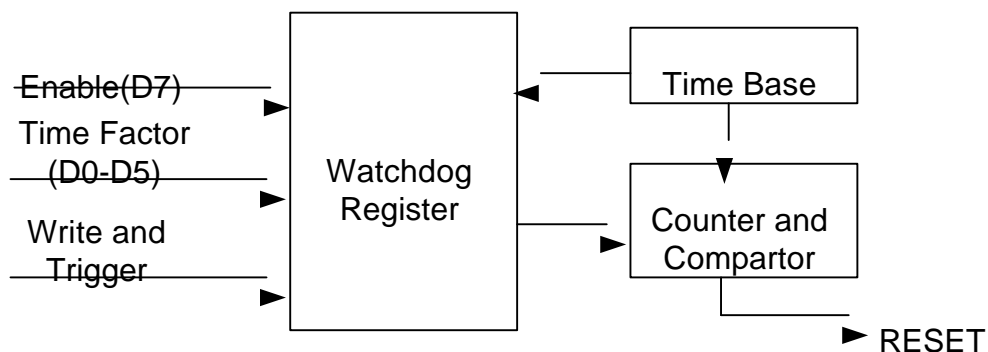 Enable(D7)
Time Factor
(D0-D5)
Write and
Trigger
Watchdog
Register
Time Base
Counter and
Compartor
RESET